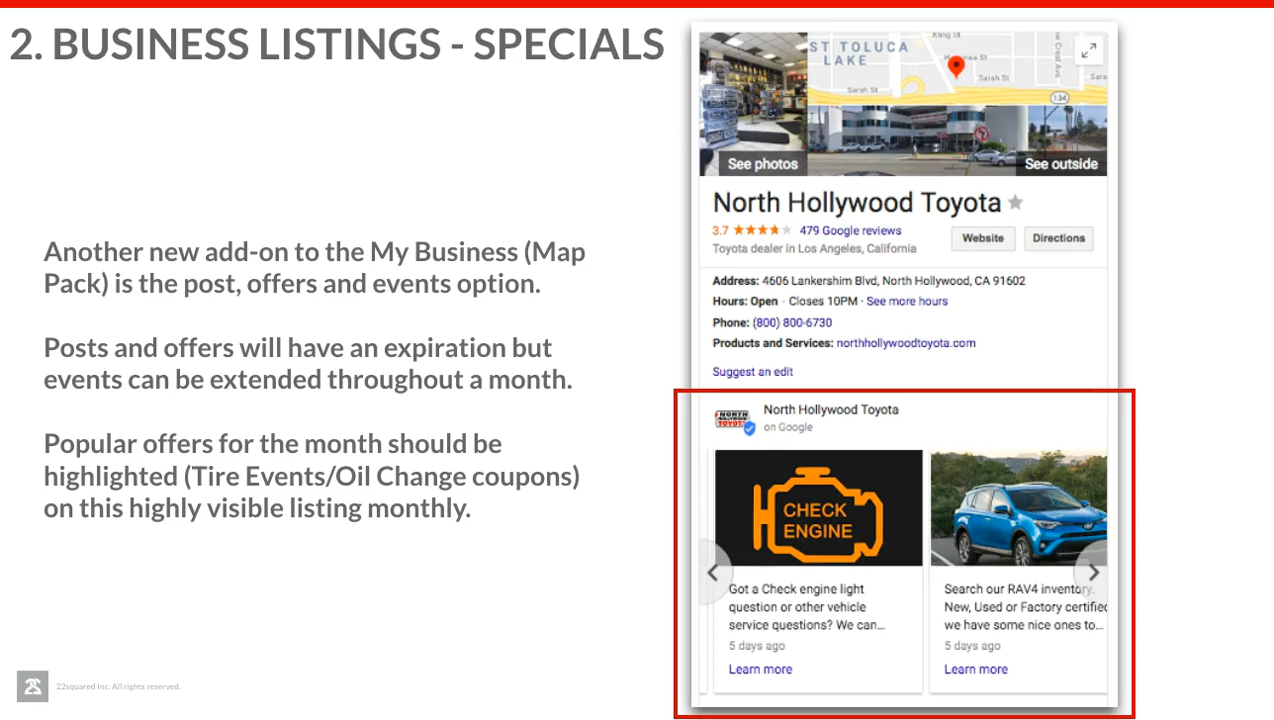 2. BUSINESS LISTINGS - SPECIALS
Another new add-on to the My Business (Map
Pack) is the post, offers and events option.
Posts and offers will have an expiration but
events can be extended throughout a month.
Popular offers for the month should be
highlighted (Tire Events/Oil Change coupons)
on this highly visible listing monthly.
22squared Inc. All rights reserved.
ST TOLUCA
LAKE
Kling St
Sarah St
Sarah St
134
See photos
See outside
North Hollywood Toyota
3.7 479 Google reviews
Toyota dealer in Los Angeles, California
Website
Directions
Address: 4606 Lankershim Blvd, North Hollywood, CA 91602
Hours: Open · Closes 10PM · See more hours
Phone: (800) 800-6730
Products and Services: northhollywoodtoyota.com
Suggest an edit
NORTH
HOLLYWOOD
TOYOTA
North Hollywood Toyota
on Google
CHECK
ENGINE
Got a Check engine light
question or other vehicle
service questions? We can...
5 days ago
Learn more
Search our RAV4 inventory.
New, Used or Factory certified
we have some nice ones to...
5 days ago
Learn more